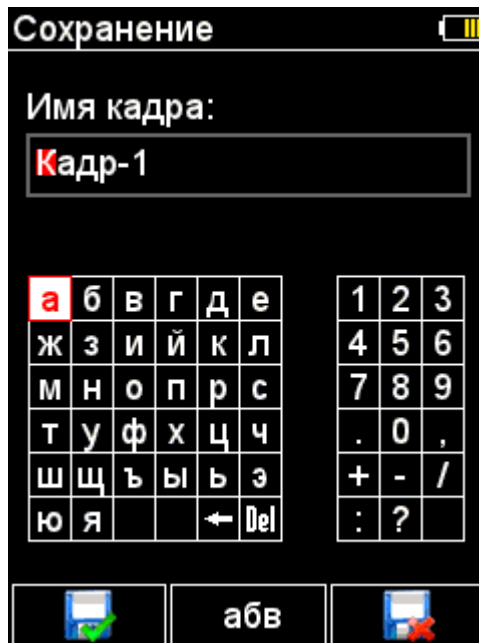 Сохранение
Имя кадра:
Кадр-1
а б в г д е 1 2 3
ж з и й к л 4 5 6
м н о п р с 7 8 9
т у ф х ц ч . 0 ,
ш щ ъ ы ь э + - /
ю я ← Del : ?
абв